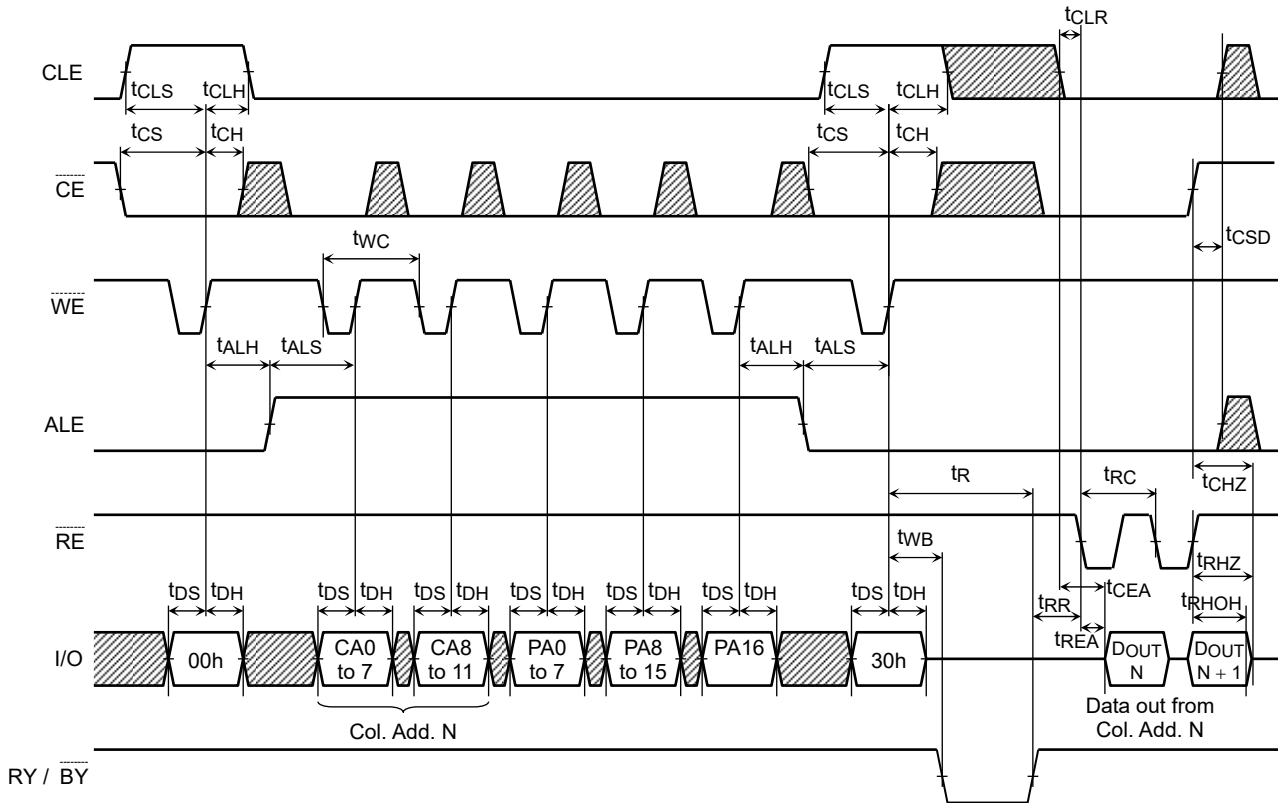 tCLR
CLE
tCLS
tCLH
tCLS
tCLH
tCS
tCH
tCS
tCH
CE
tWC
tCSD
WE
tALH
tALS
tALH
tALS
ALE
tR
tRC
tCHZ
RE
tWB
tDS
tDH
tDS
tDH
tDS
tDH
tDS
tDH
tDS
tDH
tDS
tDH
tDS
tDH
tRR
tCEA
tREA
tRHZ
tRHOH
I/O
00h
CA0
to 7
CA8
to 11
PA0
to 7
PA8
to 15
PA16
30h
DOUT
N
DOUT
N + 1
Col. Add. N
Data out from
Col. Add. N
RY / BY